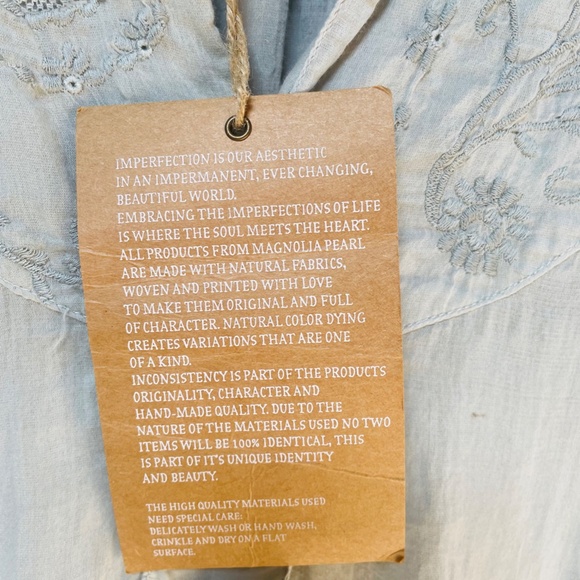 IMPERFECTION IS OUR AESTHETIC
IN AN IMPERMANENT, EVER CHANGING,
BEAUTIFUL WORLD.
EMBRACING THE IMPERFECTIONS OF LIFE
IS WHERE THE SOUL MEETS THE HEART.
ALL PRODUCTS FROM MAGNOLIA PEARL
ARE MADE WITH NATURAL FABRICS,
WOVEN AND PRINTED WITH LOVE
TO MAKE THEM ORIGINAL AND FULL
OF CHARACTER. NATURAL COLOR DYING
CREATES VARIATIONS THAT ARE ONE
OF A KIND.
INCONSISTENCY IS PART OF THE PRODUCTS
ORIGINALITY, CHARACTER AND
HAND-MADE QUALITY. DUE TO THE
NATURE OF THE MATERIALS USED NO TWO
ITEMS WILL BE 100% IDENTICAL, THIS
IS PART OF IT'S UNIQUE IDENTITY
AND BEAUTY.
THE HIGH QUALITY MATERIALS USED
NEED SPECIAL CARE:
DELICATELY WASH OR HAND WASH,
CRINKLE AND DRY ON A FLAT
SURFACE.